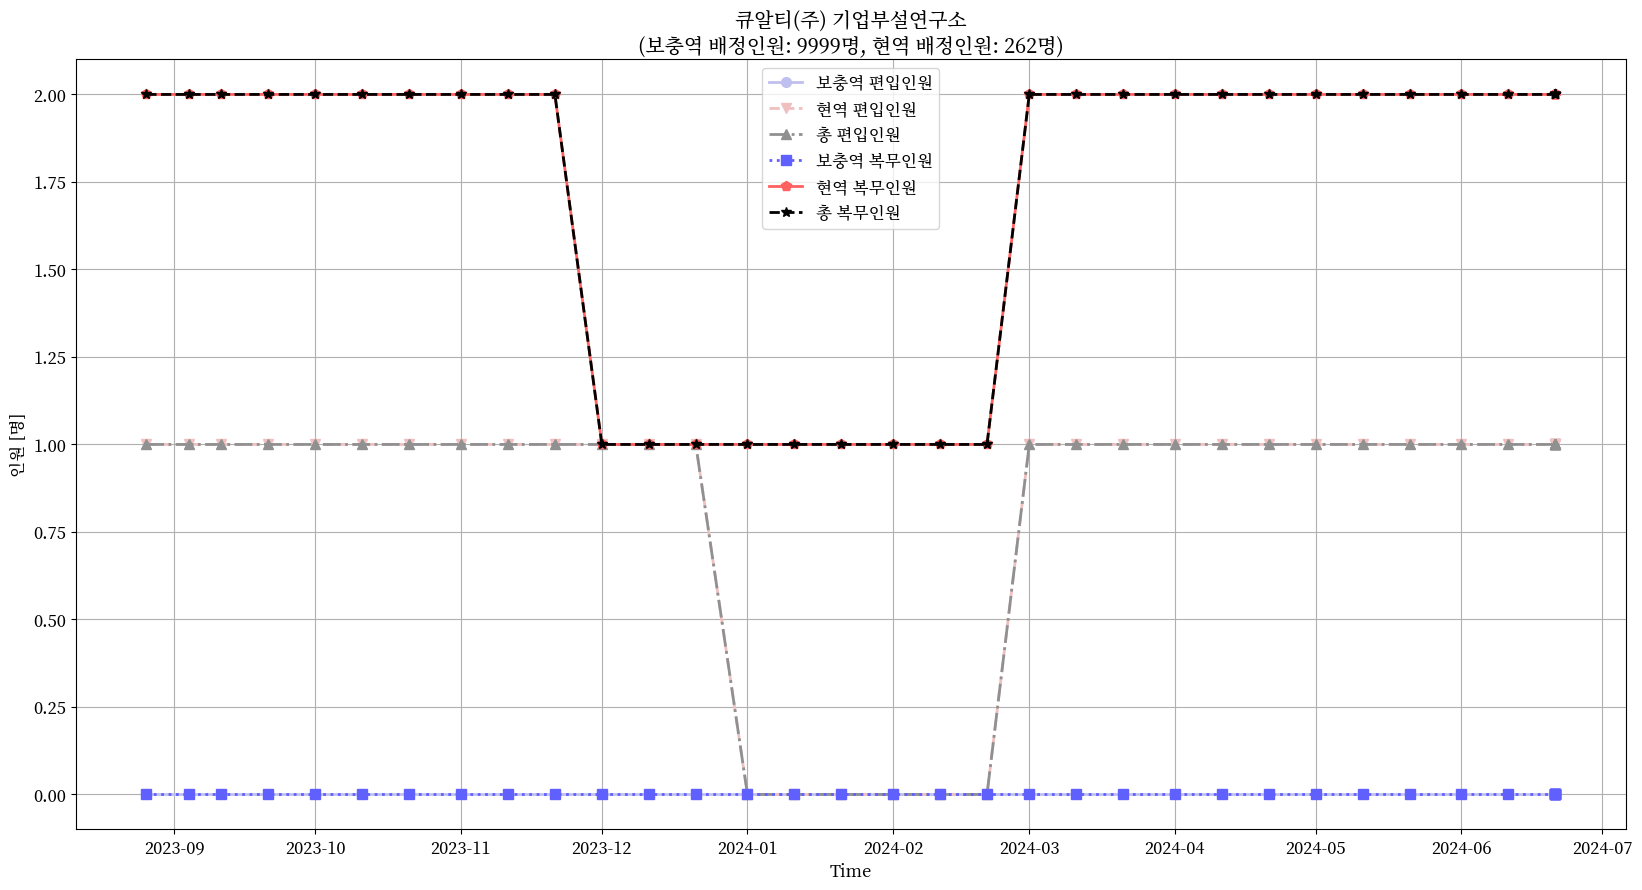 큐알티(주) 기업부설연구소
(보충역 배정인원: 9999명, 현역 배정인원: 262명)
보충역 편입인원
현역 편입인원
총 편입인원
보충역 복무인원
현역 복무인원
총 복무인원
2.00
1.75
1.50
1.25
1.00
0.75
0.50
0.25
0.00
인원 [명]
2023-09 2023-10 2023-11 2023-12 2024-01 2024-02 2024-03 2024-04 2024-05 2024-06 2024-07
Time